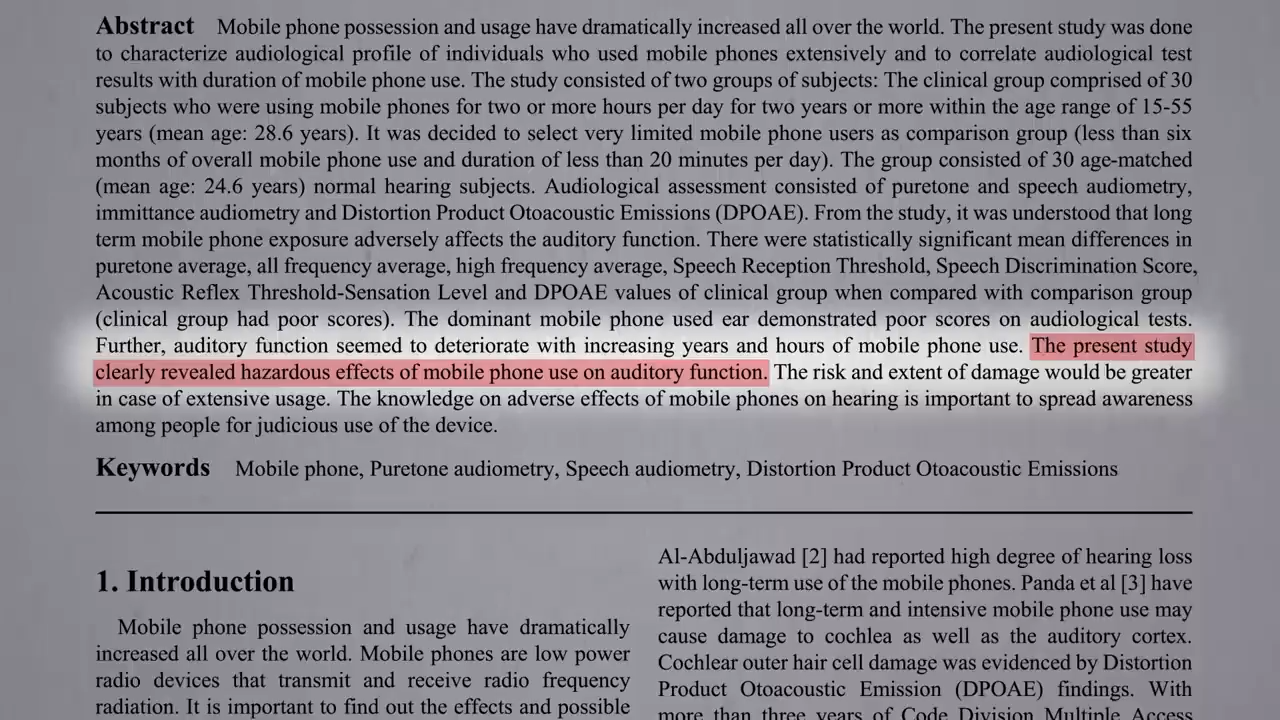 Abstract Mobile phone possession and usage have dramatically increased all over the world. The present study was done
to characterize audiological profile of individuals who used mobile phones extensively and to correlate audiological test
results with duration of mobile phone use. The study consisted of two groups of subjects: The clinical group comprised of 30
subjects who were using mobile phones for two or more hours per day for two years or more within the age range of 15-55
years (mean age: 28.6 years). It was decided to select very limited mobile phone users as comparison group (less than six
months of overall mobile phone use and duration of less than 20 minutes per day). The group consisted of 30 age-matched
(mean age: 24.6 years) normal hearing subjects. Audiological assessment consisted of puretone and speech audiometry,
immittance audiometry and Distortion Product Otoacoustic Emissions (DPOAE). From the study, it was understood that long
term mobile phone exposure adversely affects the auditory function. There were statistically significant mean differences in
puretone average, all frequency average, high frequency average, Speech Reception Threshold, Speech Discrimination Score,
Acoustic Reflex Threshold-Sensation Level and DPOAE values of clinical group when compared with comparison group
(clinical group had poor scores). The dominant mobile phone used ear demonstrated poor scores on audiological tests.
Further, auditory function seemed to deteriorate with increasing years and hours of mobile phone use. The present study
clearly revealed hazardous effects of mobile phone use on auditory function. The risk and extent of damage would be greater
in case of extensive usage. The knowledge on adverse effects of mobile phones on hearing is important to spread awareness
among people for judicious use of the device.
Keywords Mobile phone, Puretone audiometry, Speech audiometry, Distortion Product Otoacoustic Emissions
1. Introduction
Mobile phone possession and usage have dramatically
increased all over the world. Mobile phones are low power
radio devices that transmit and receive radio frequency
radiation. It is important to find out the effects and possible
Al-Abduljawad [2] had reported high degree of hearing loss
with long-term use of the mobile phones. Panda et al [3] have
reported that long-term and intensive mobile phone use may
cause damage to cochlea as well as the auditory cortex.
Cochlear outer hair cell damage was evidenced by Distortion
Product Otoacoustic Emission (DPOAE) findings. With
more than three years of Code Division Multiple Access